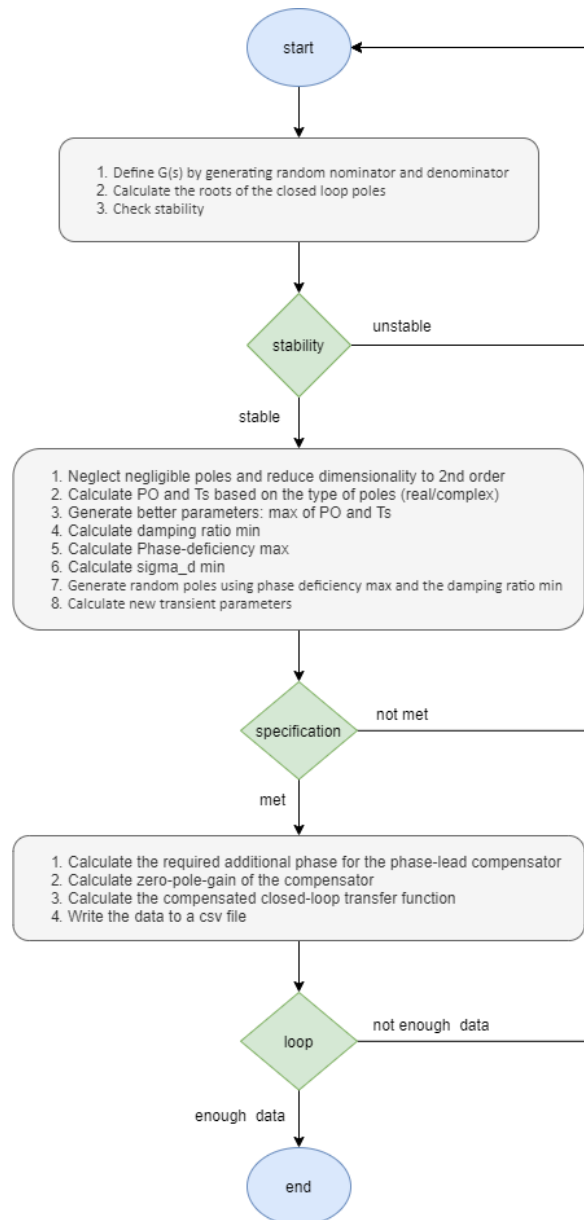 start
1. Define G(s) by generating random nominator and denominator
2. Calculate the roots of the closed loop poles
3. Check stability
stability
unstable
stable
1. Neglect negligible poles and reduce dimensionality to 2nd order
2. Calculate PO and Ts based on the type of poles (real/complex)
3. Generate better parameters: max of PO and Ts
4. Calculate damping ratio min
5. Calculate Phase-deficiency max
6. Calculate sigma_d min
7. Generate random poles using phase deficiency max and the damping ratio min
8. Calculate new transient parameters
specification
not met
met
1. Calculate the required additional phase for the phase-lead compensator
2. Calculate zero-pole-gain of the compensator
3. Calculate the compensated closed-loop transfer function
4. Write the data to a csv file
loop
not enough data
enough data
end